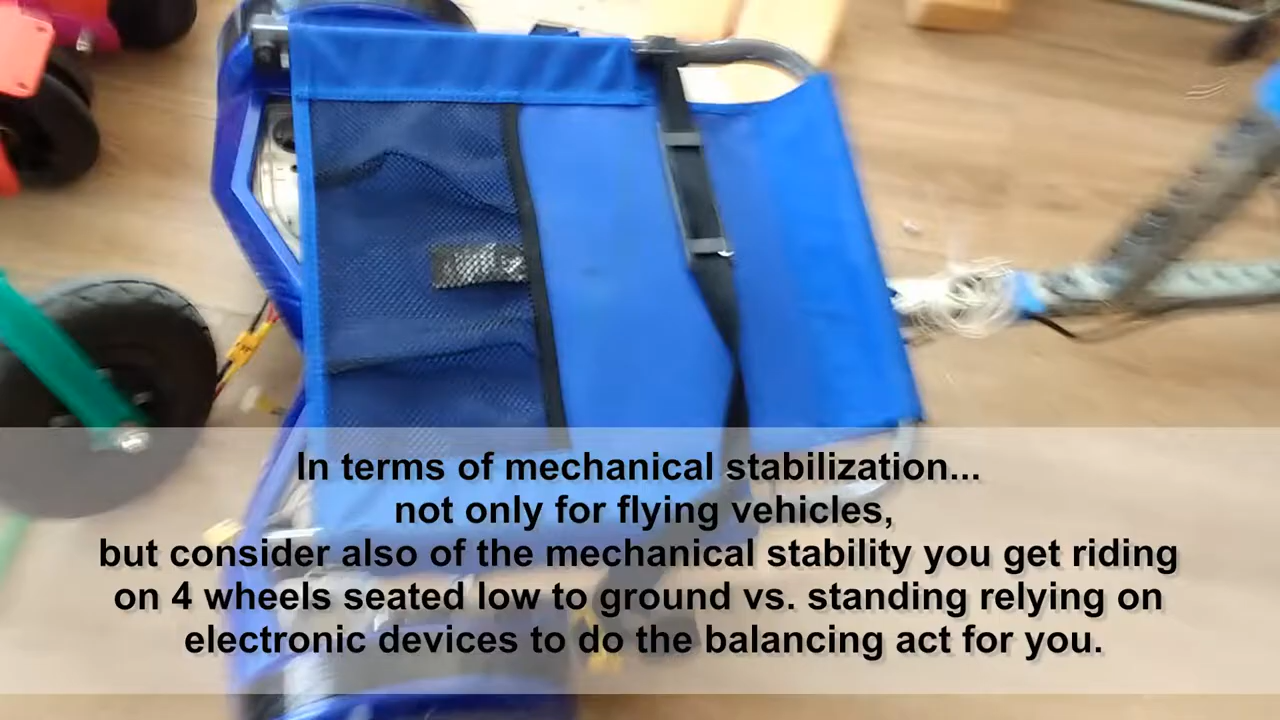 In terms of mechanical stabilization...
not only for flying vehicles,
but consider also of the mechanical stability you get riding
on 4 wheels seated low to ground vs. standing relying on
electronic devices to do the balancing act for you.